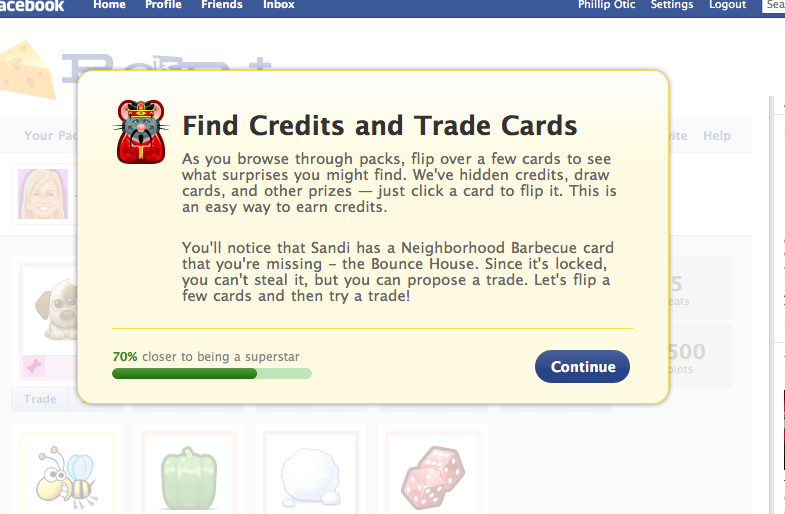 acebook Home Profile Friends Inbox Phillip Otic Settings Logout Sea
Your Pac
vite Help
Find Credits and Trade Cards
As you browse through packs, flip over a few cards to see
what surprises you might find. We've hidden credits, draw
cards, and other prizes — just click a card to flip it. This is
an easy way to earn credits.
You'll notice that Sandi has a Neighborhood Barbecue card
that you're missing – the Bounce House. Since it's locked,
you can't steal it, but you can propose a trade. Let's flip a
few cards and then try a trade!
5
eats
500
oints
70% closer to being a superstar
Continue
Trade